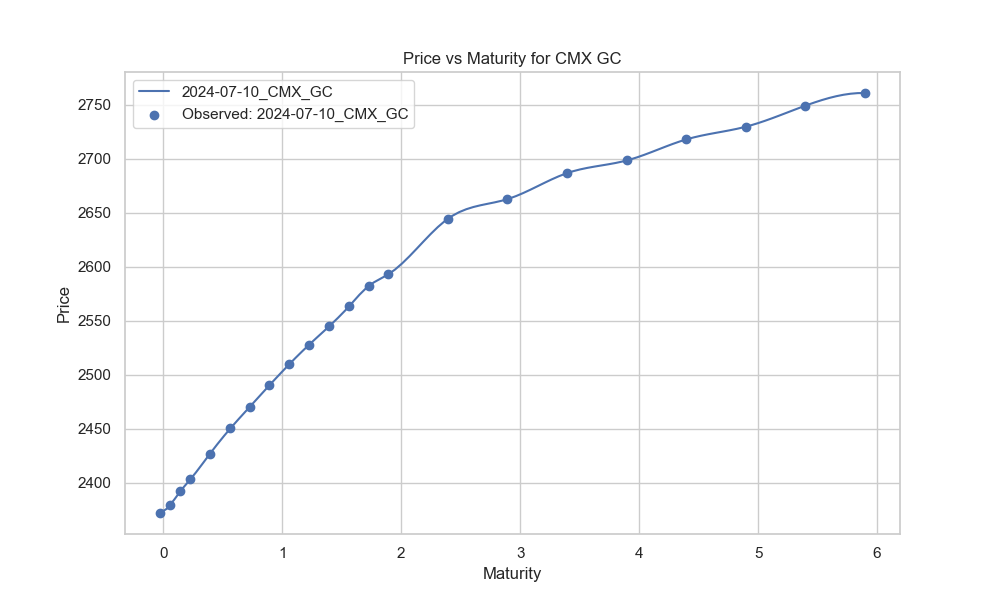 Price vs Maturity for CMX GC
2024-07-10_CMX_GC
Observed: 2024-07-10_CMX_GC
2750
2700
2650
2600
2550
2500
2450
2400
Price
0 1 2 3 4 5 6
Maturity